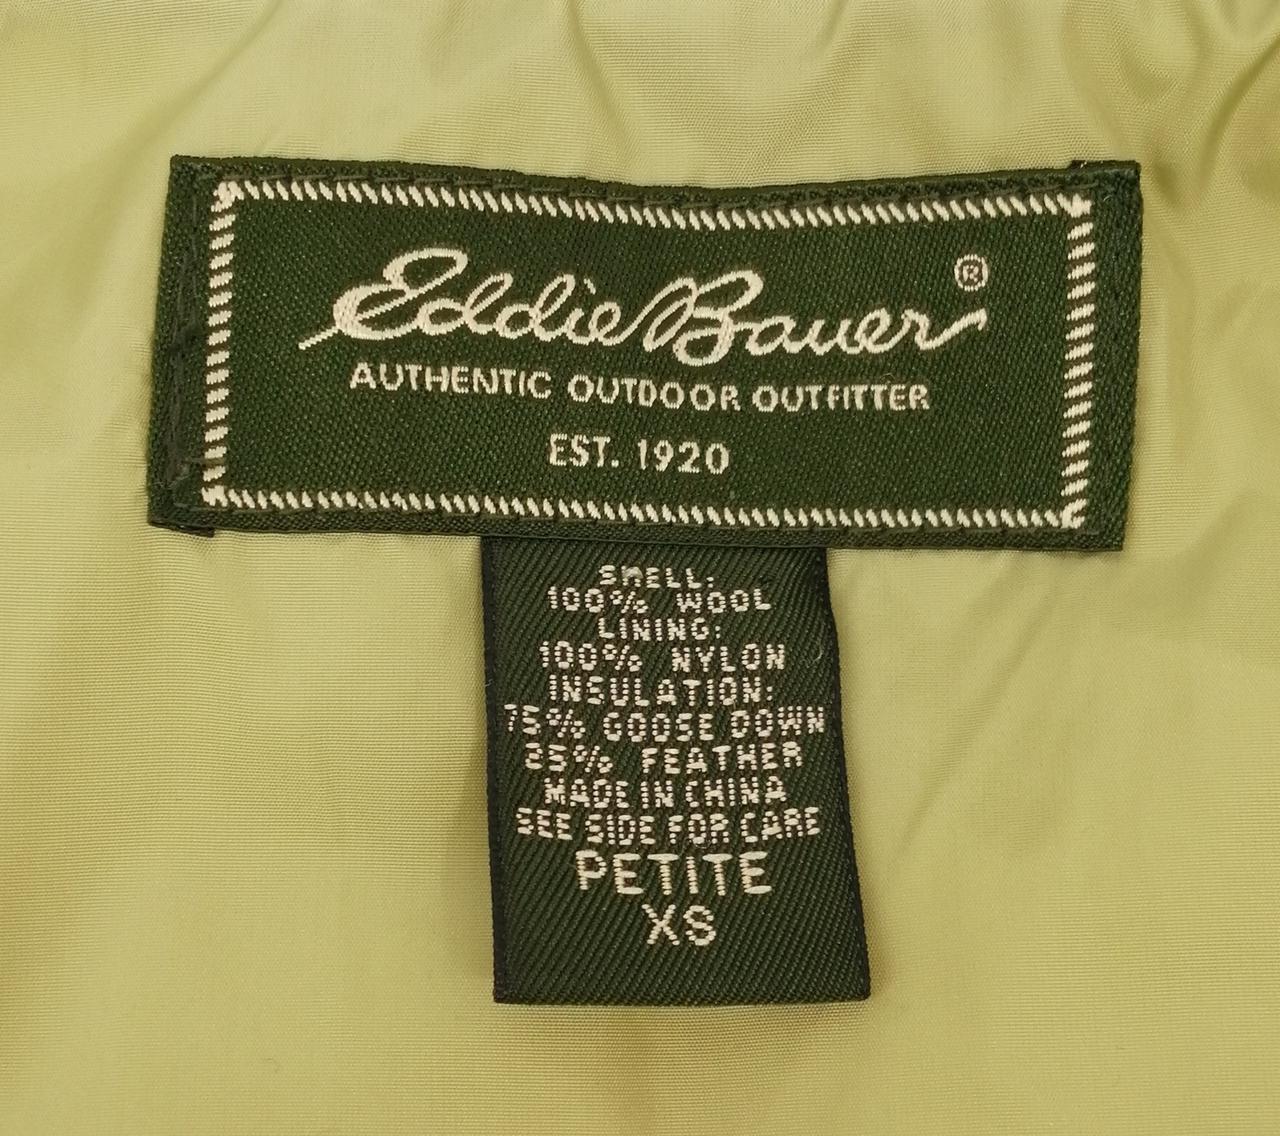 Eddie Bauer ®
AUTHENTIC OUTDOOR OUTFITTER
EST. 1920
SHELL:
100% WOOL
LINING:
100% NYLON
INSULATION:
75% GOOSE DOWN
25% FEATHER
MADE IN CHINA
SEE SIDE FOR CARE
PETITE
XS